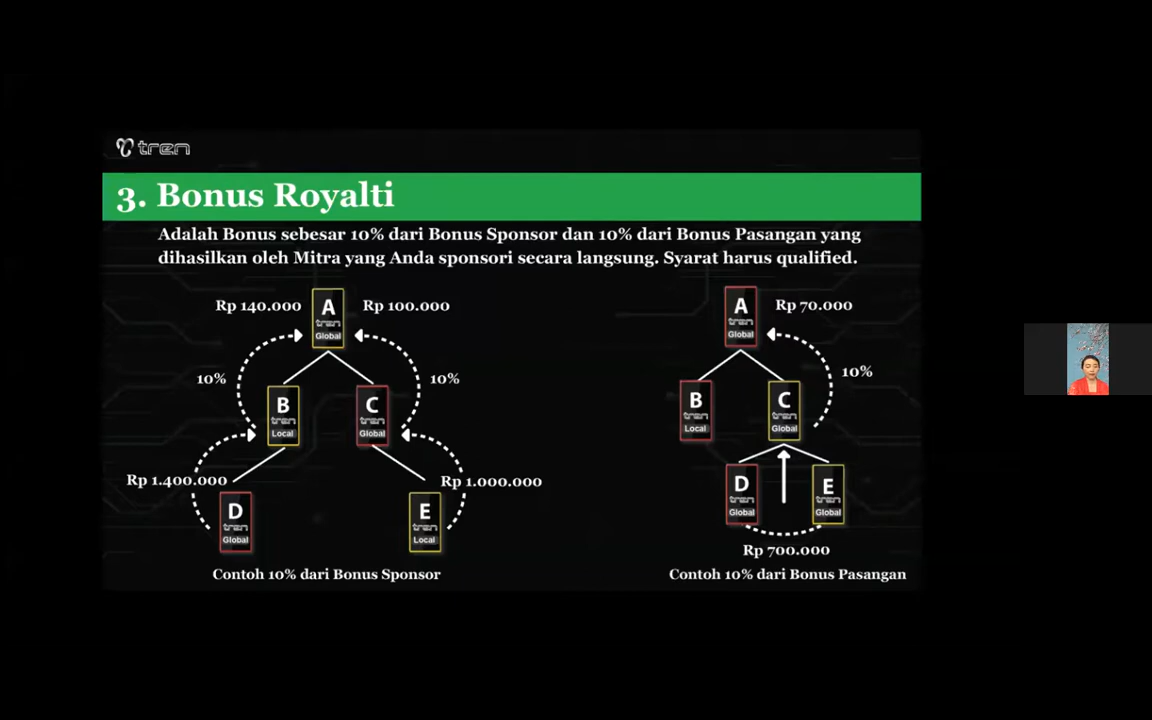 tren
3. Bonus Royalti
Adalah Bonus sebesar 10% dari Bonus Sponsor dan 10% dari Bonus Pasangan yang
dihasilkan oleh Mitra yang Anda sponsori secara langsung. Syarat harus qualified.
Rp 140.000
A
tren
Global
Rp 100.000
10%
10%
B
tren
Local
C
tren
Global
Rp 1.400.000
Rp 1.000.000
D
tren
Global
E
tren
Local
Contoh 10% dari Bonus Sponsor
A
tren
Global
Rp 70.000
10%
B
tren
Local
C
tren
Global
D
tren
Global
E
tren
Global
Rp 700.000
Contoh 10% dari Bonus Pasangan